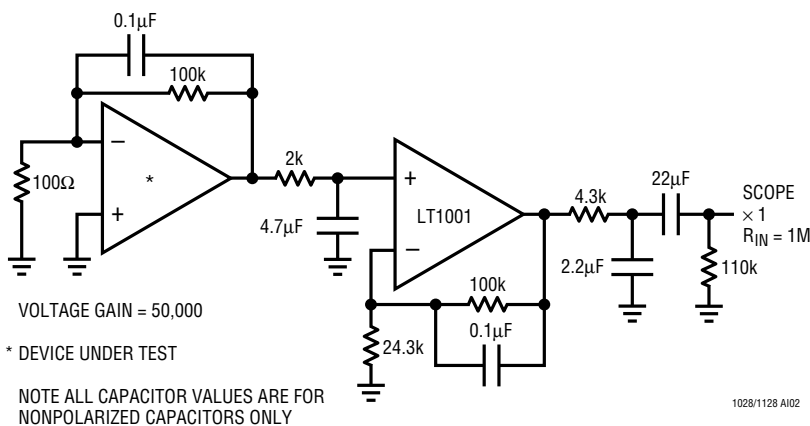 0.1µF
100k
−
*
+
100Ω
2k
4.7µF
+
LT1001
−
4.3k
22µF
SCOPE
× 1
R_IN = 1M
2.2µF
110k
100k
0.1µF
24.3k
VOLTAGE GAIN = 50,000
* DEVICE UNDER TEST
NOTE ALL CAPACITOR VALUES ARE FOR
NONPOLARIZED CAPACITORS ONLY
1028/1128 AI02